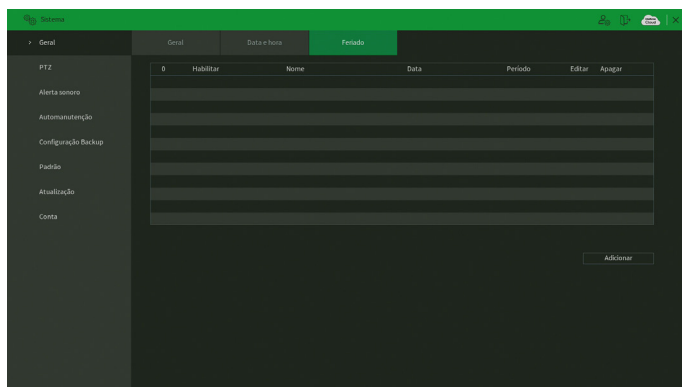 Sistema
Geral
PTZ
Alerta sonoro
Automanutenção
Configuração Backup
Padrão
Atualização
Conta
Geral Data e hora Feriado
0 Habilitar Nome Data Período Editar Apagar
Adicionar